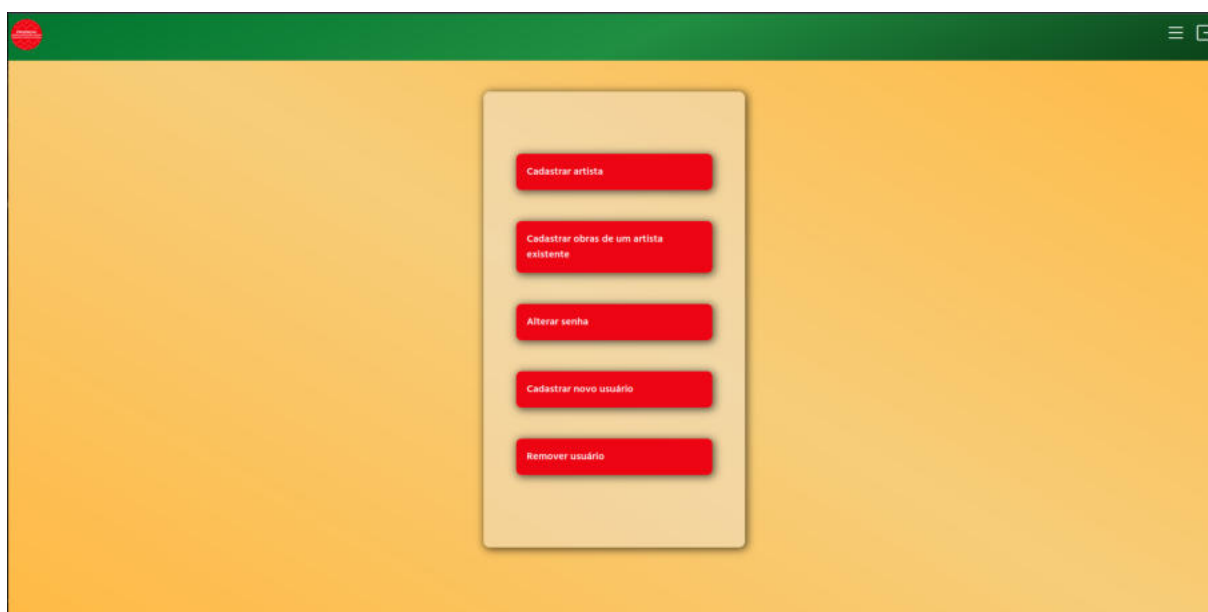 Cadastrar artista
Cadastrar obras de um artista
existente
Alterar senha
Cadastrar novo usuário
Remover usuário